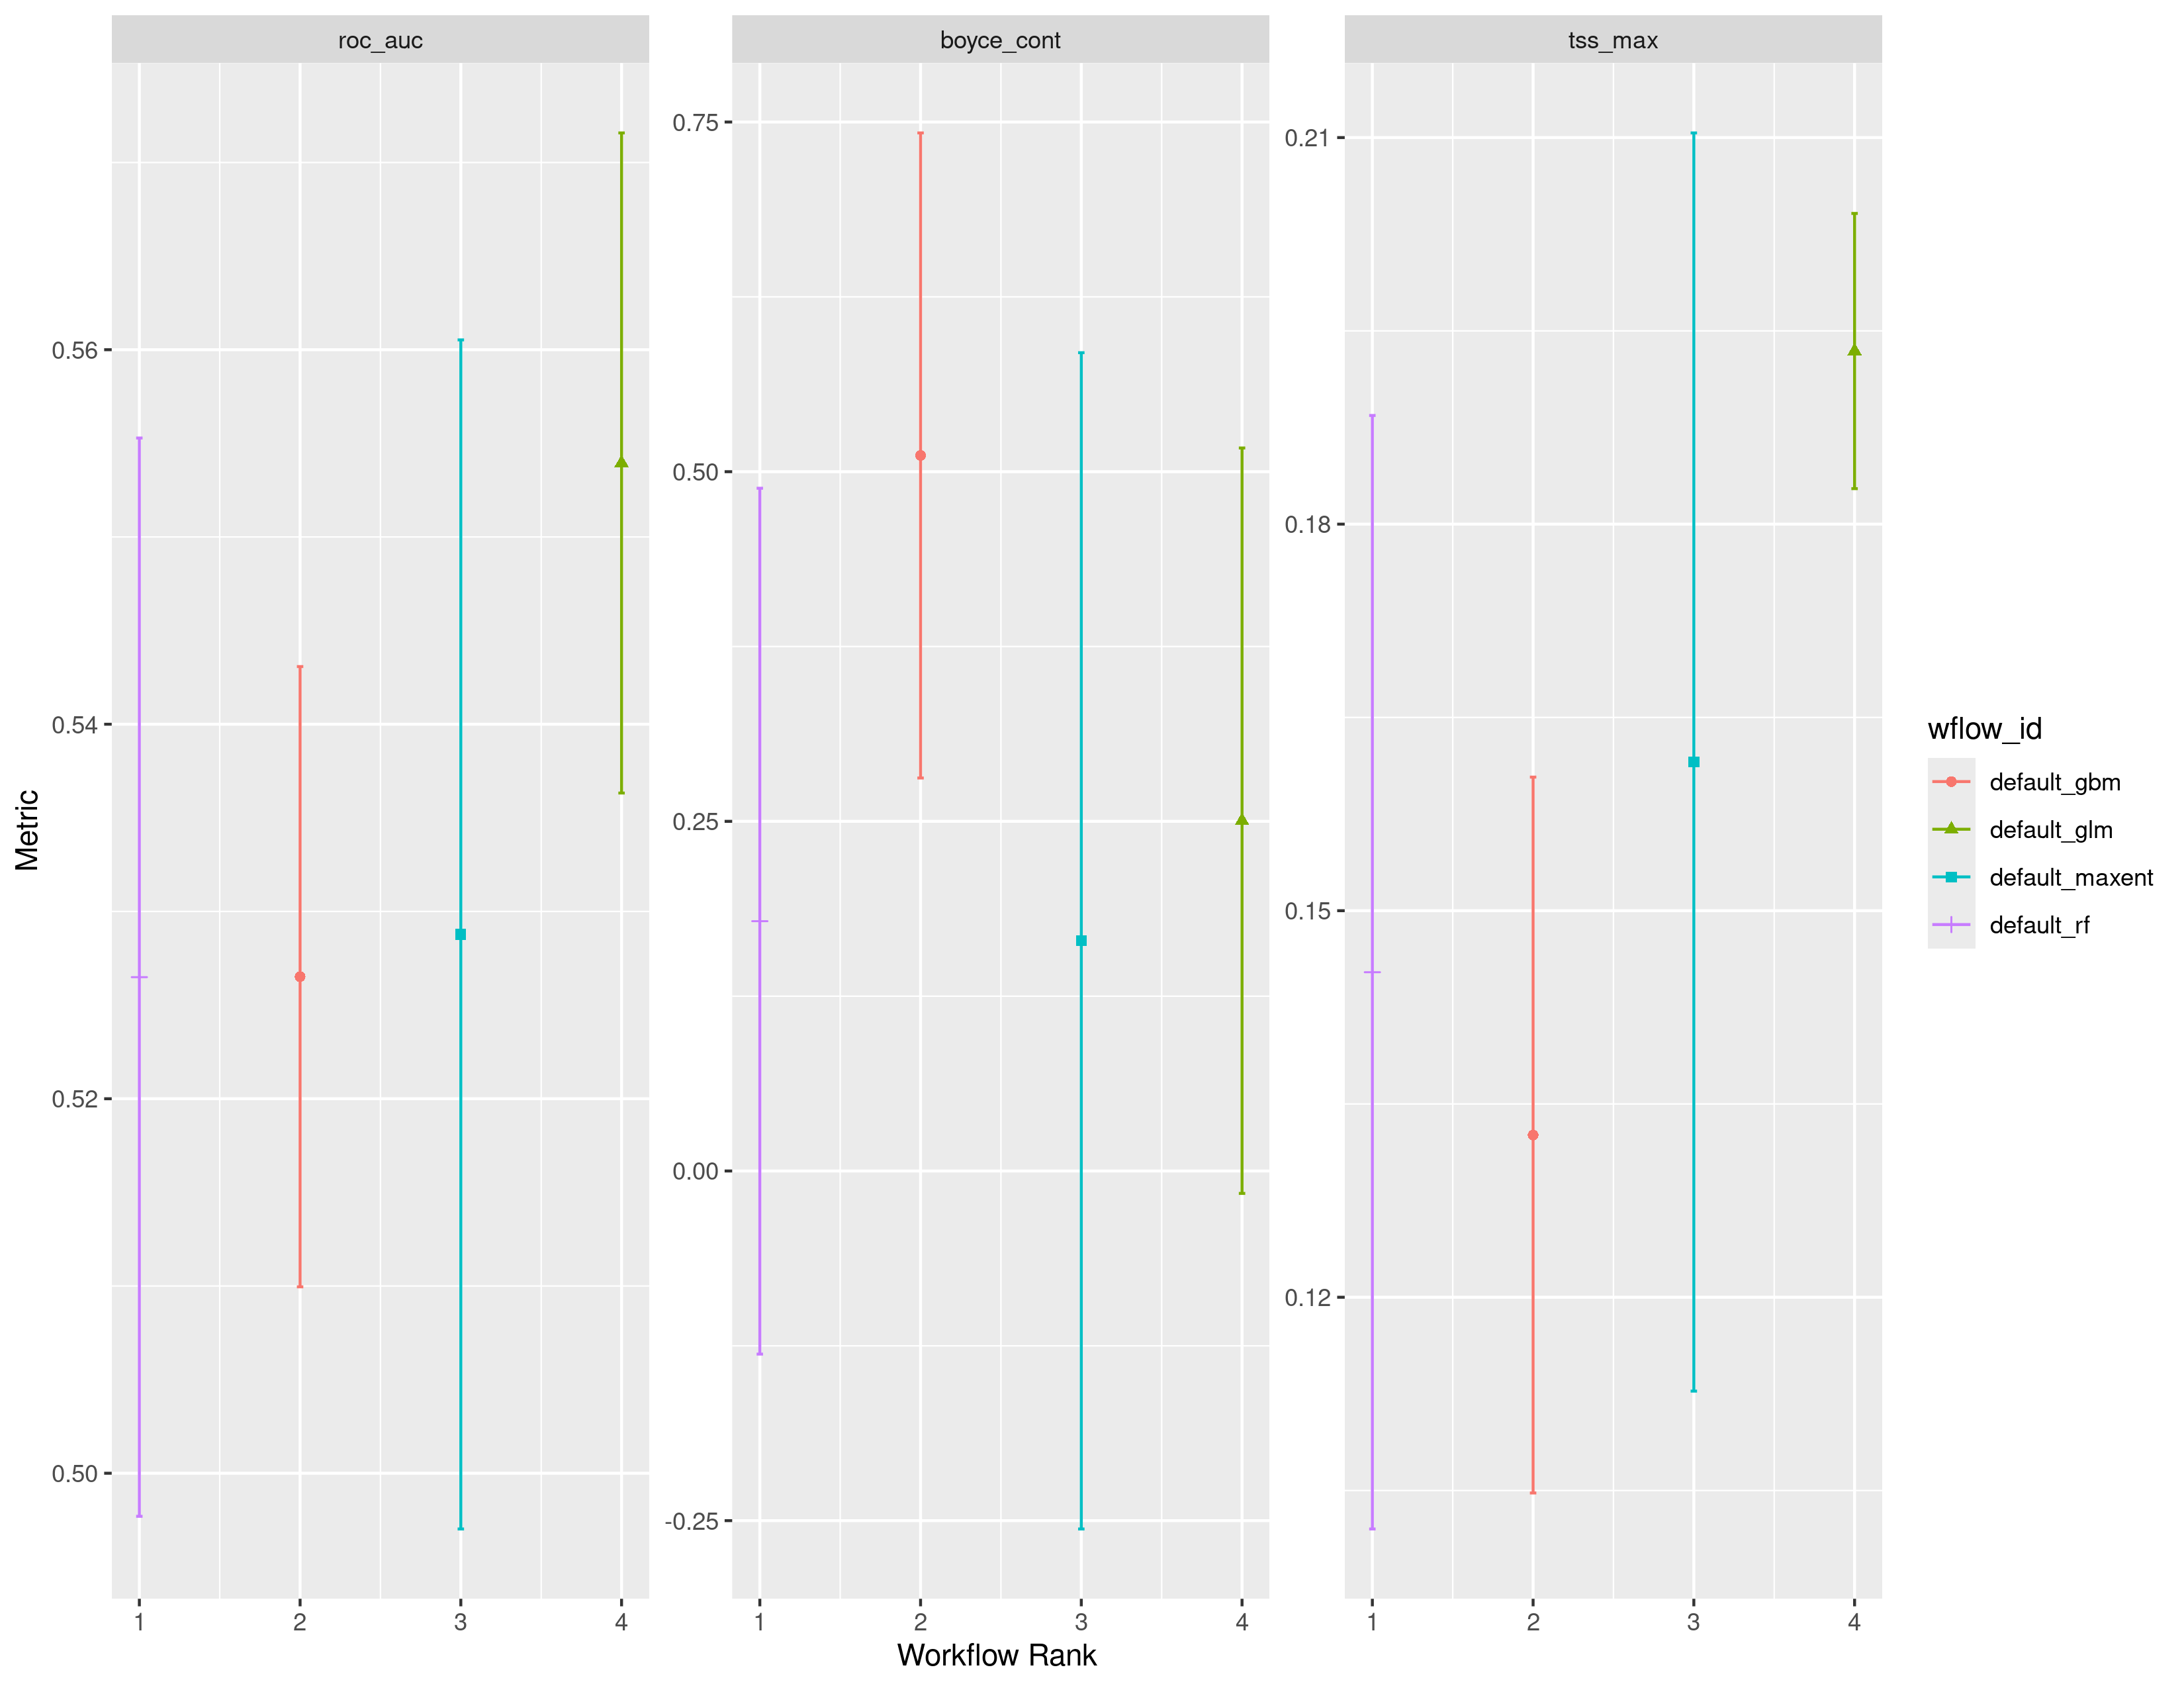 roc_auc
boyce_cont
tss_max
Metric
0.56
0.54
0.52
0.50
0.75
0.50
0.25
0.00
-0.25
0.21
0.18
0.15
0.12
1 2 3 4
1 2 3 4
1 2 3 4
Workflow Rank
wflow_id
default_gbm
default_glm
default_maxent
default_rf